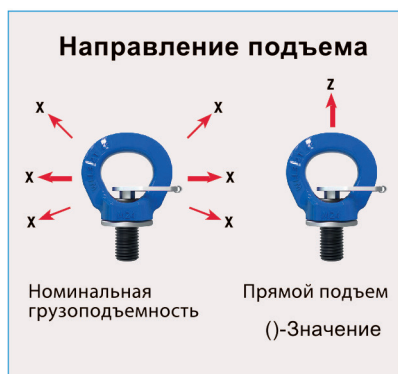 Направление подъема
Z
X X
X X
X X
Номинальная
грузоподъемность
Прямой подъем
()-Значение